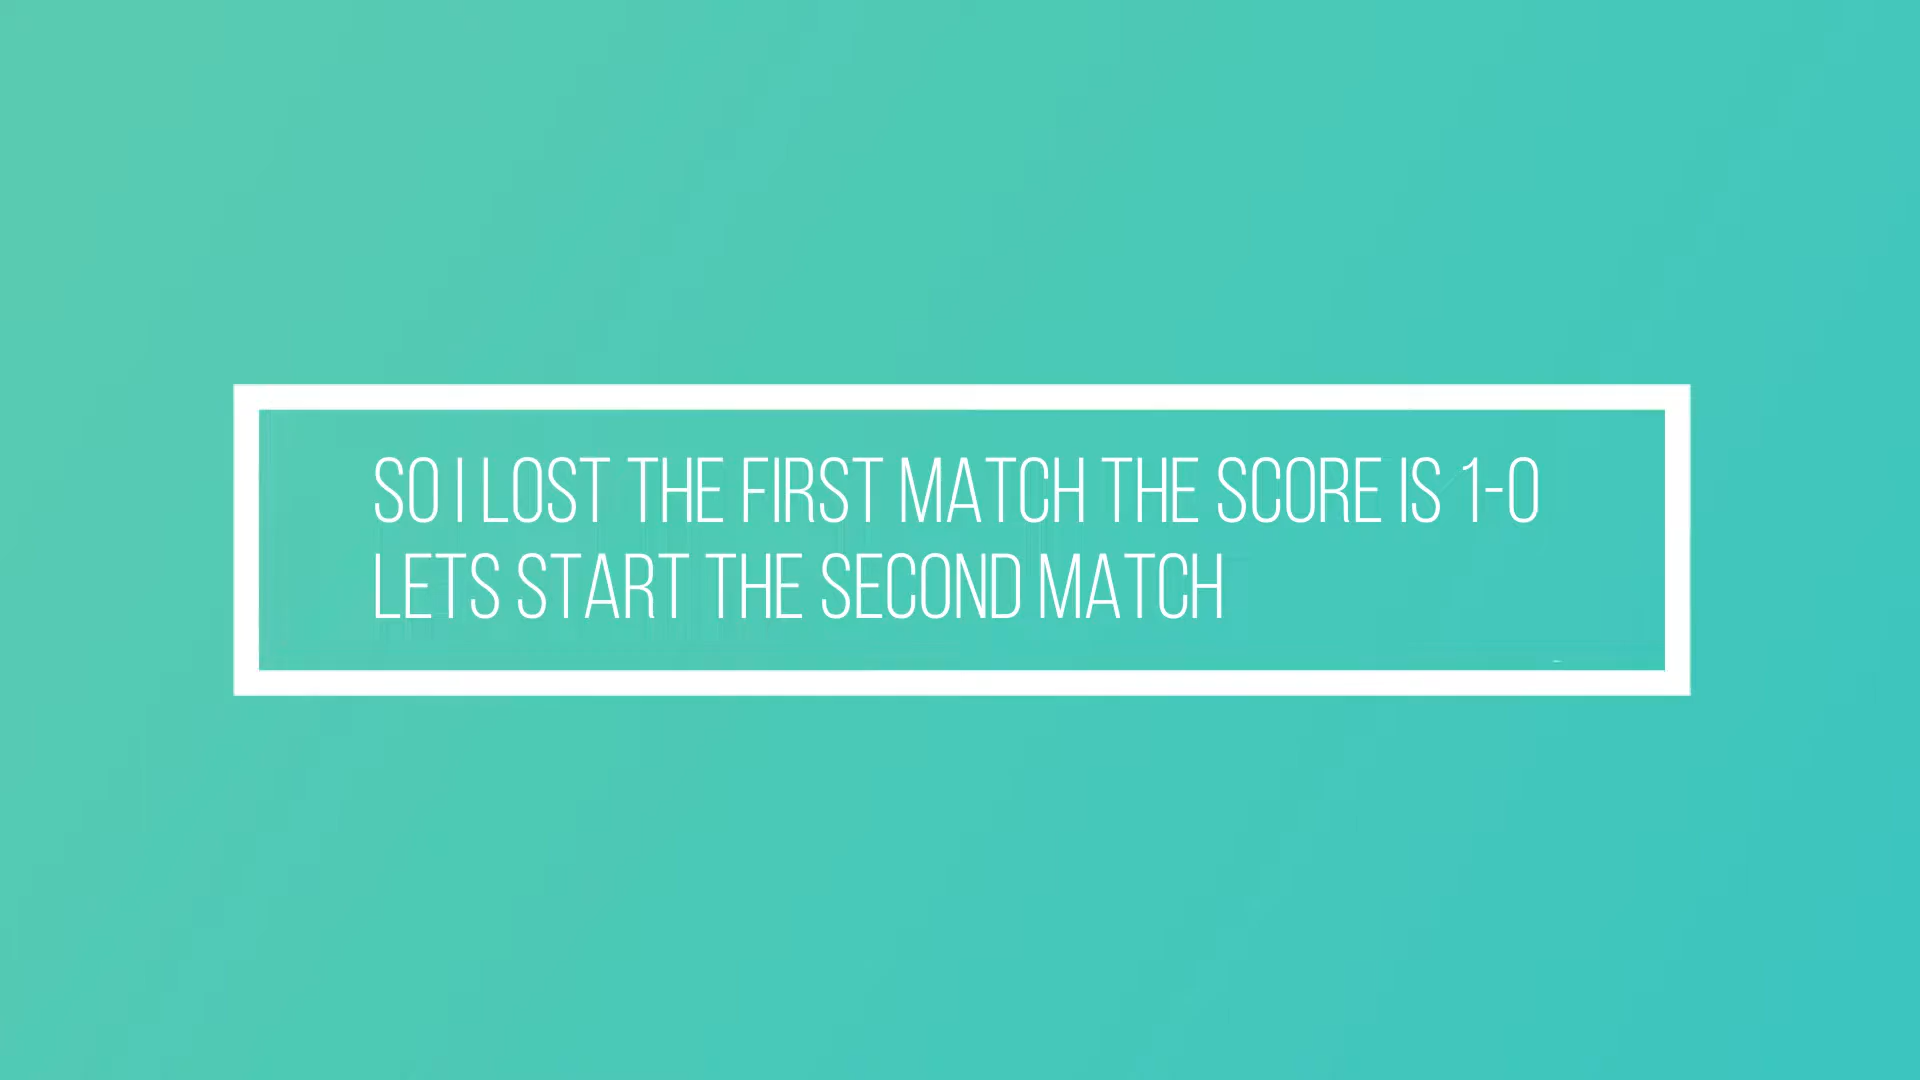 SO I LOST THE FIRST MATCH THE SCORE IS 1-0
LETS START THE SECOND MATCH